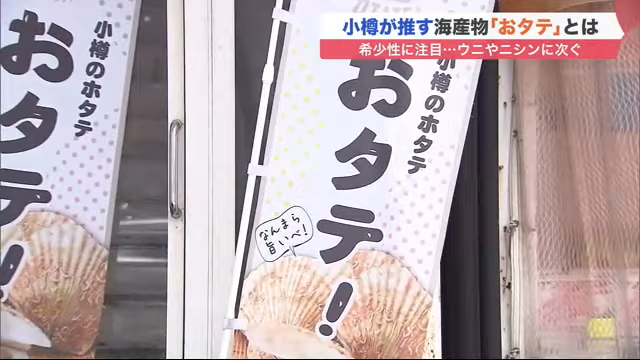 小樽が推す海産物「おタテ」とは
希少性に注目…ウニやニシンに次ぐ
小樽のホタテ
おタテ!
小樽のホタテ
おタテ!
なんまら
旨いべ!